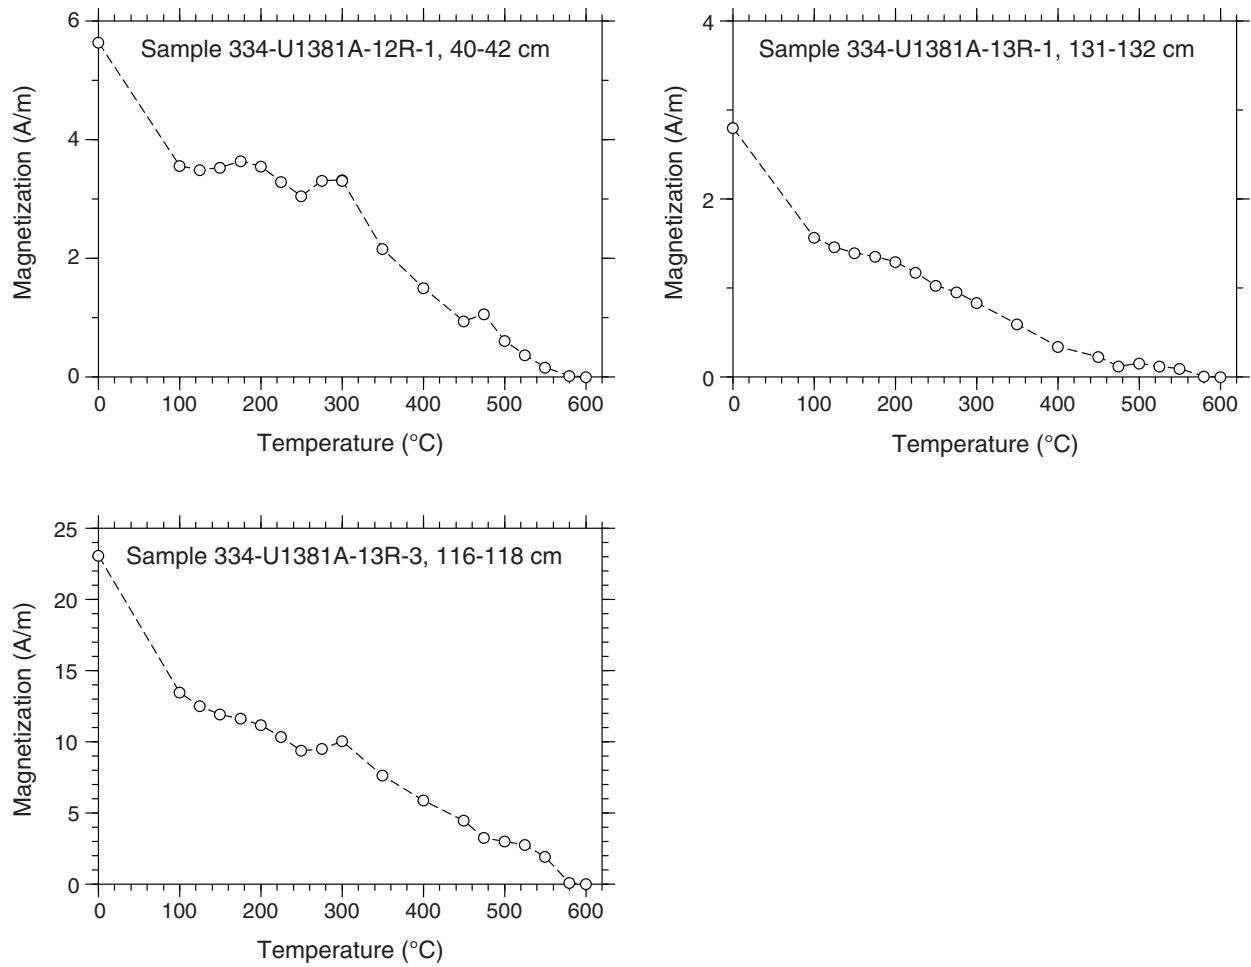 Sample 334-U1381A-12R-1, 40-42 cm
Magnetization (A/m)
6
4
2
0
0 100 200 300 400 500 600
Temperature (°C)
Sample 334-U1381A-13R-1, 131-132 cm
Magnetization (A/m)
4
2
0
0 100 200 300 400 500 600
Temperature (°C)
Sample 334-U1381A-13R-3, 116-118 cm
Magnetization (A/m)
25
20
15
10
5
0
0 100 200 300 400 500 600
Temperature (°C)